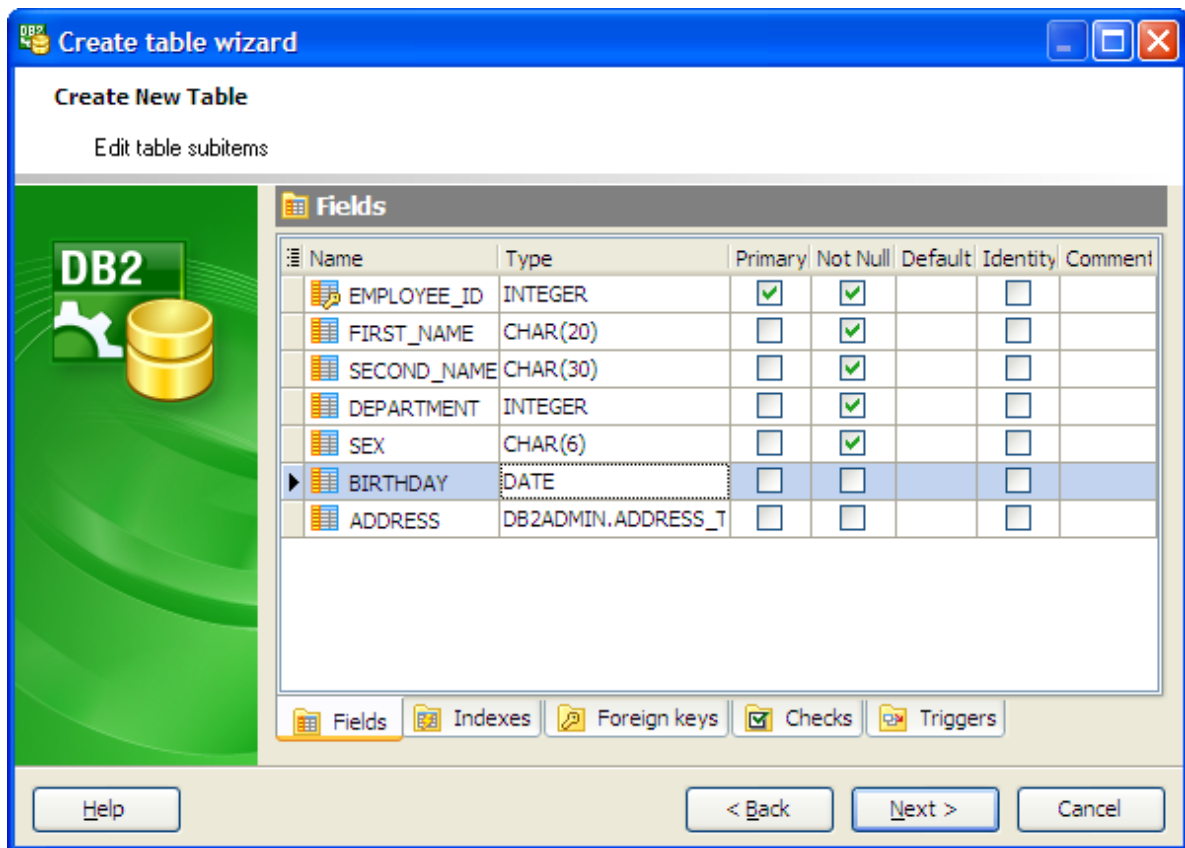 Create table wizard
Create New Table
Edit table subitems
DB2
Fields
Name Type Primary Not Null Default Identity Comment
EMPLOYEE_ID INTEGER
FIRST_NAME CHAR(20)
SECOND_NAME CHAR(30)
DEPARTMENT INTEGER
SEX CHAR(6)
BIRTHDAY DATE
ADDRESS DB2ADMIN.ADDRESS_T
Fields Indexes Foreign keys Checks Triggers
Help < Back Next > Cancel